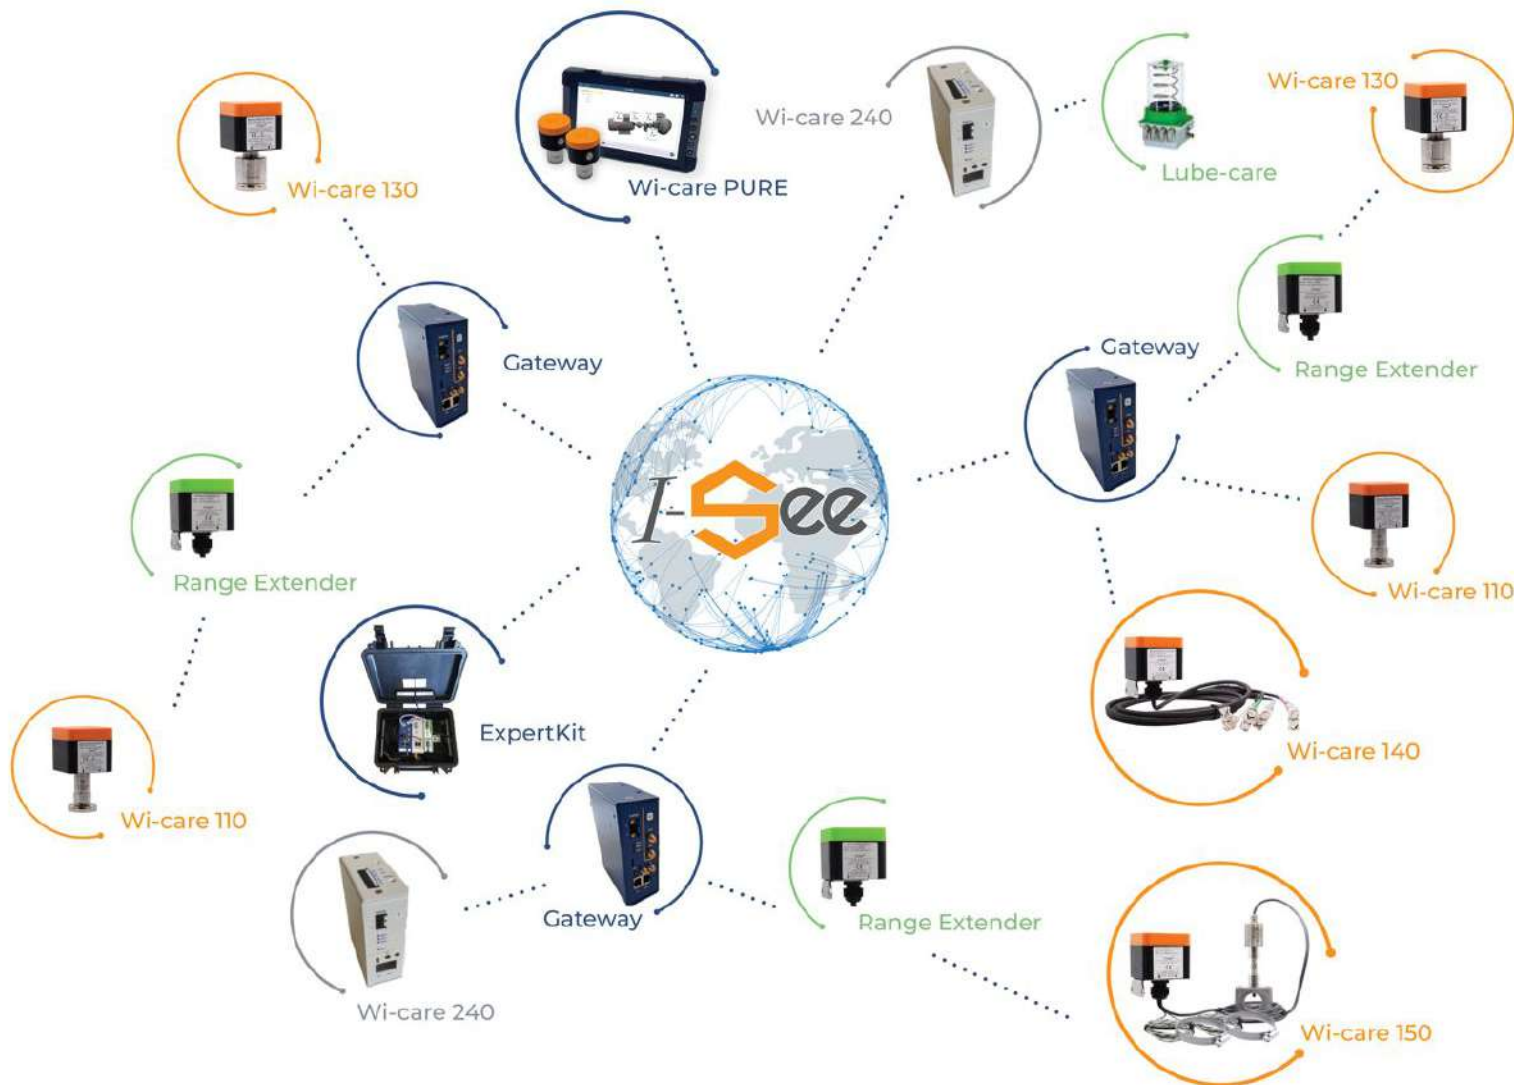 Wi-care 130
Wi-care 240
Wi-care PURE
Lube-care
Wi-care 130
Gateway
Gateway
Range Extender
I-See
Range Extender
Wi-care 110
ExpertKit
Wi-care 140
Wi-care 110
Gateway
Range Extender
Wi-care 240
Wi-care 150